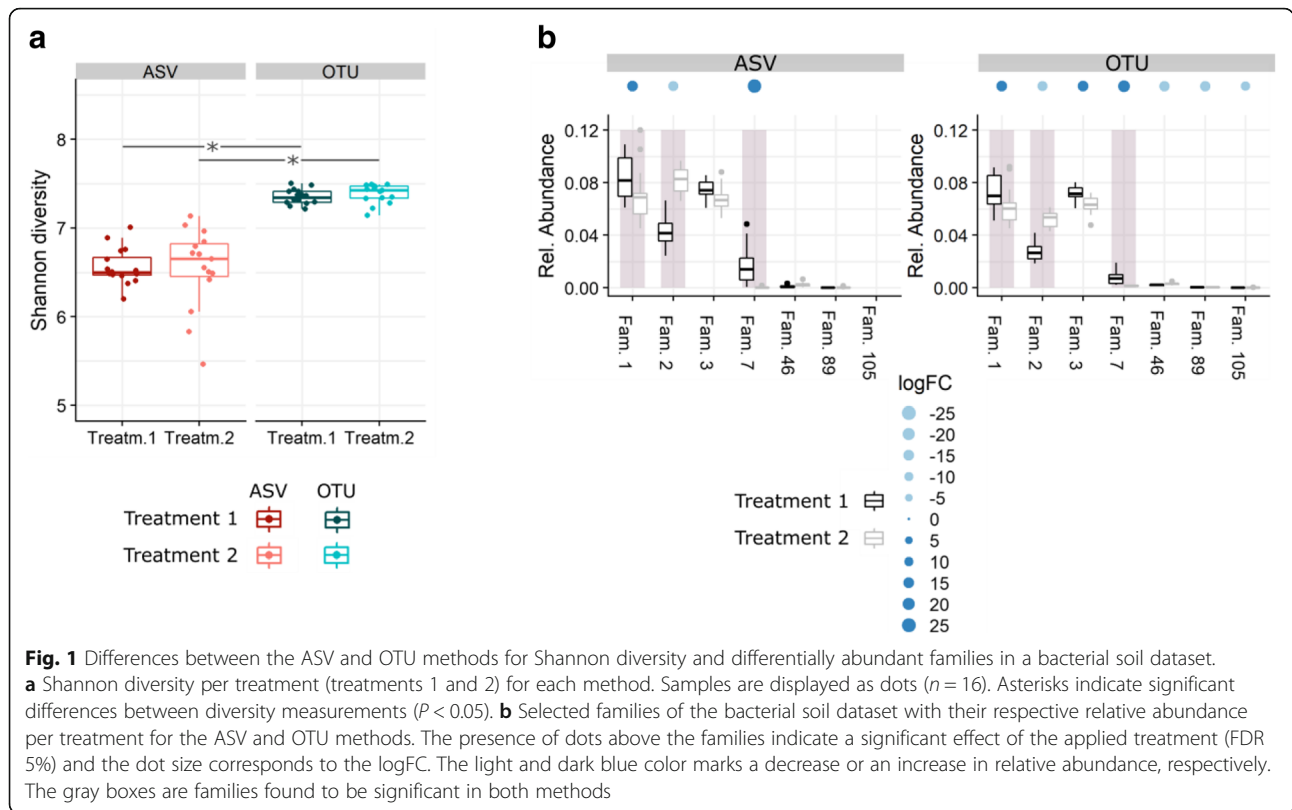 a
ASV OTU
Shannon diversity
8
7
6
5
*
*
Treatm.1 Treatm.2 Treatm.1 Treatm.2
ASV OTU
Treatment 1
Treatment 2
b
ASV OTU
Rel. Abundance
0.12
0.08
0.04
0.00
Fam. 1
Fam. 2
Fam. 3
Fam. 7
Fam. 46
Fam. 89
Fam. 105
Rel. Abundance
0.12
0.08
0.04
0.00
Fam. 1
Fam. 2
Fam. 3
Fam. 7
Fam. 46
Fam. 89
Fam. 105
Treatment 1
Treatment 2
logFC
-25
-20
-15
-10
-5
0
5
10
15
20
25
Fig. 1 Differences between the ASV and OTU methods for Shannon diversity and differentially abundant families in a bacterial soil dataset.
a Shannon diversity per treatment (treatments 1 and 2) for each method. Samples are displayed as dots (n = 16). Asterisks indicate significant
differences between diversity measurements (P < 0.05). b Selected families of the bacterial soil dataset with their respective relative abundance
per treatment for the ASV and OTU methods. The presence of dots above the families indicate a significant effect of the applied treatment (FDR
5%) and the dot size corresponds to the logFC. The light and dark blue color marks a decrease or an increase in relative abundance, respectively.
The gray boxes are families found to be significant in both methods